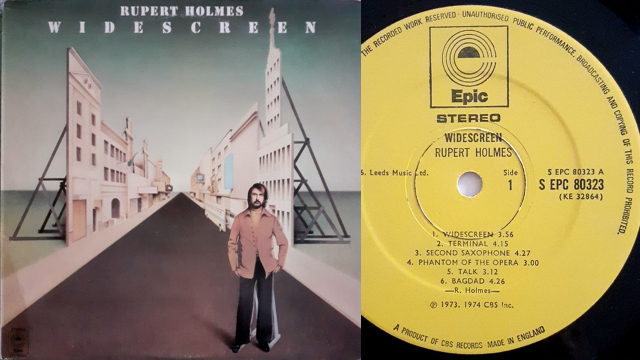 RUPERT HOLMES
WIDESCREEN
THE RECORDED WORK RESERVED · UNAUTHORISED PUBLIC PERFORMANCE, BROADCASTING AND COPYING OF THIS RECORD PROHIBITED.
Epic
STEREO
WIDESCREEN
RUPERT HOLMES
Leeds Music Ltd.
Side
1
S EPC 80323 A
S EPC 80323
(KE 32864)
1. WIDESCREEN 3.56
2. TERMINAL 4.15
3. SECOND SAXOPHONE 4.27
4. PHANTOM OF THE OPERA 3.00
5. TALK 3.12
6. BAGDAD 4.26
—R. Holmes—
℗ 1973, 1974 CBS Inc.
A PRODUCT OF CBS RECORDS · MADE IN ENGLAND